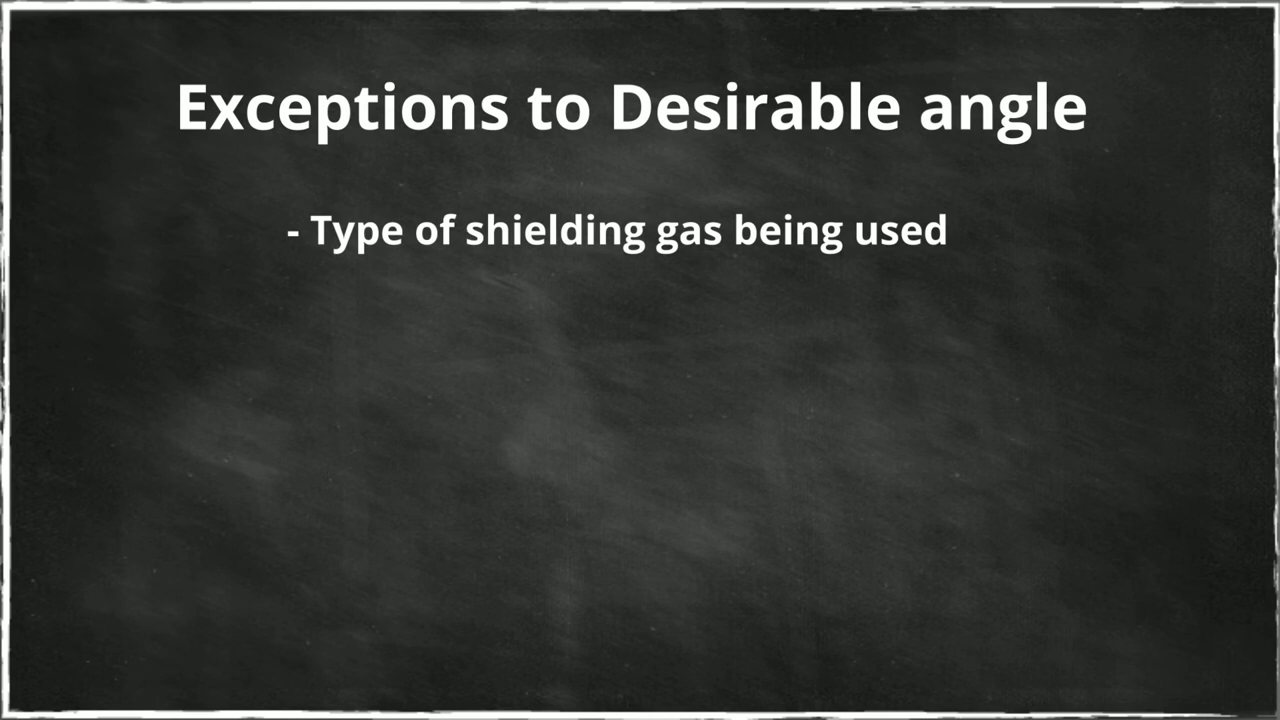 Exceptions to Desirable angle
- Type of shielding gas being used